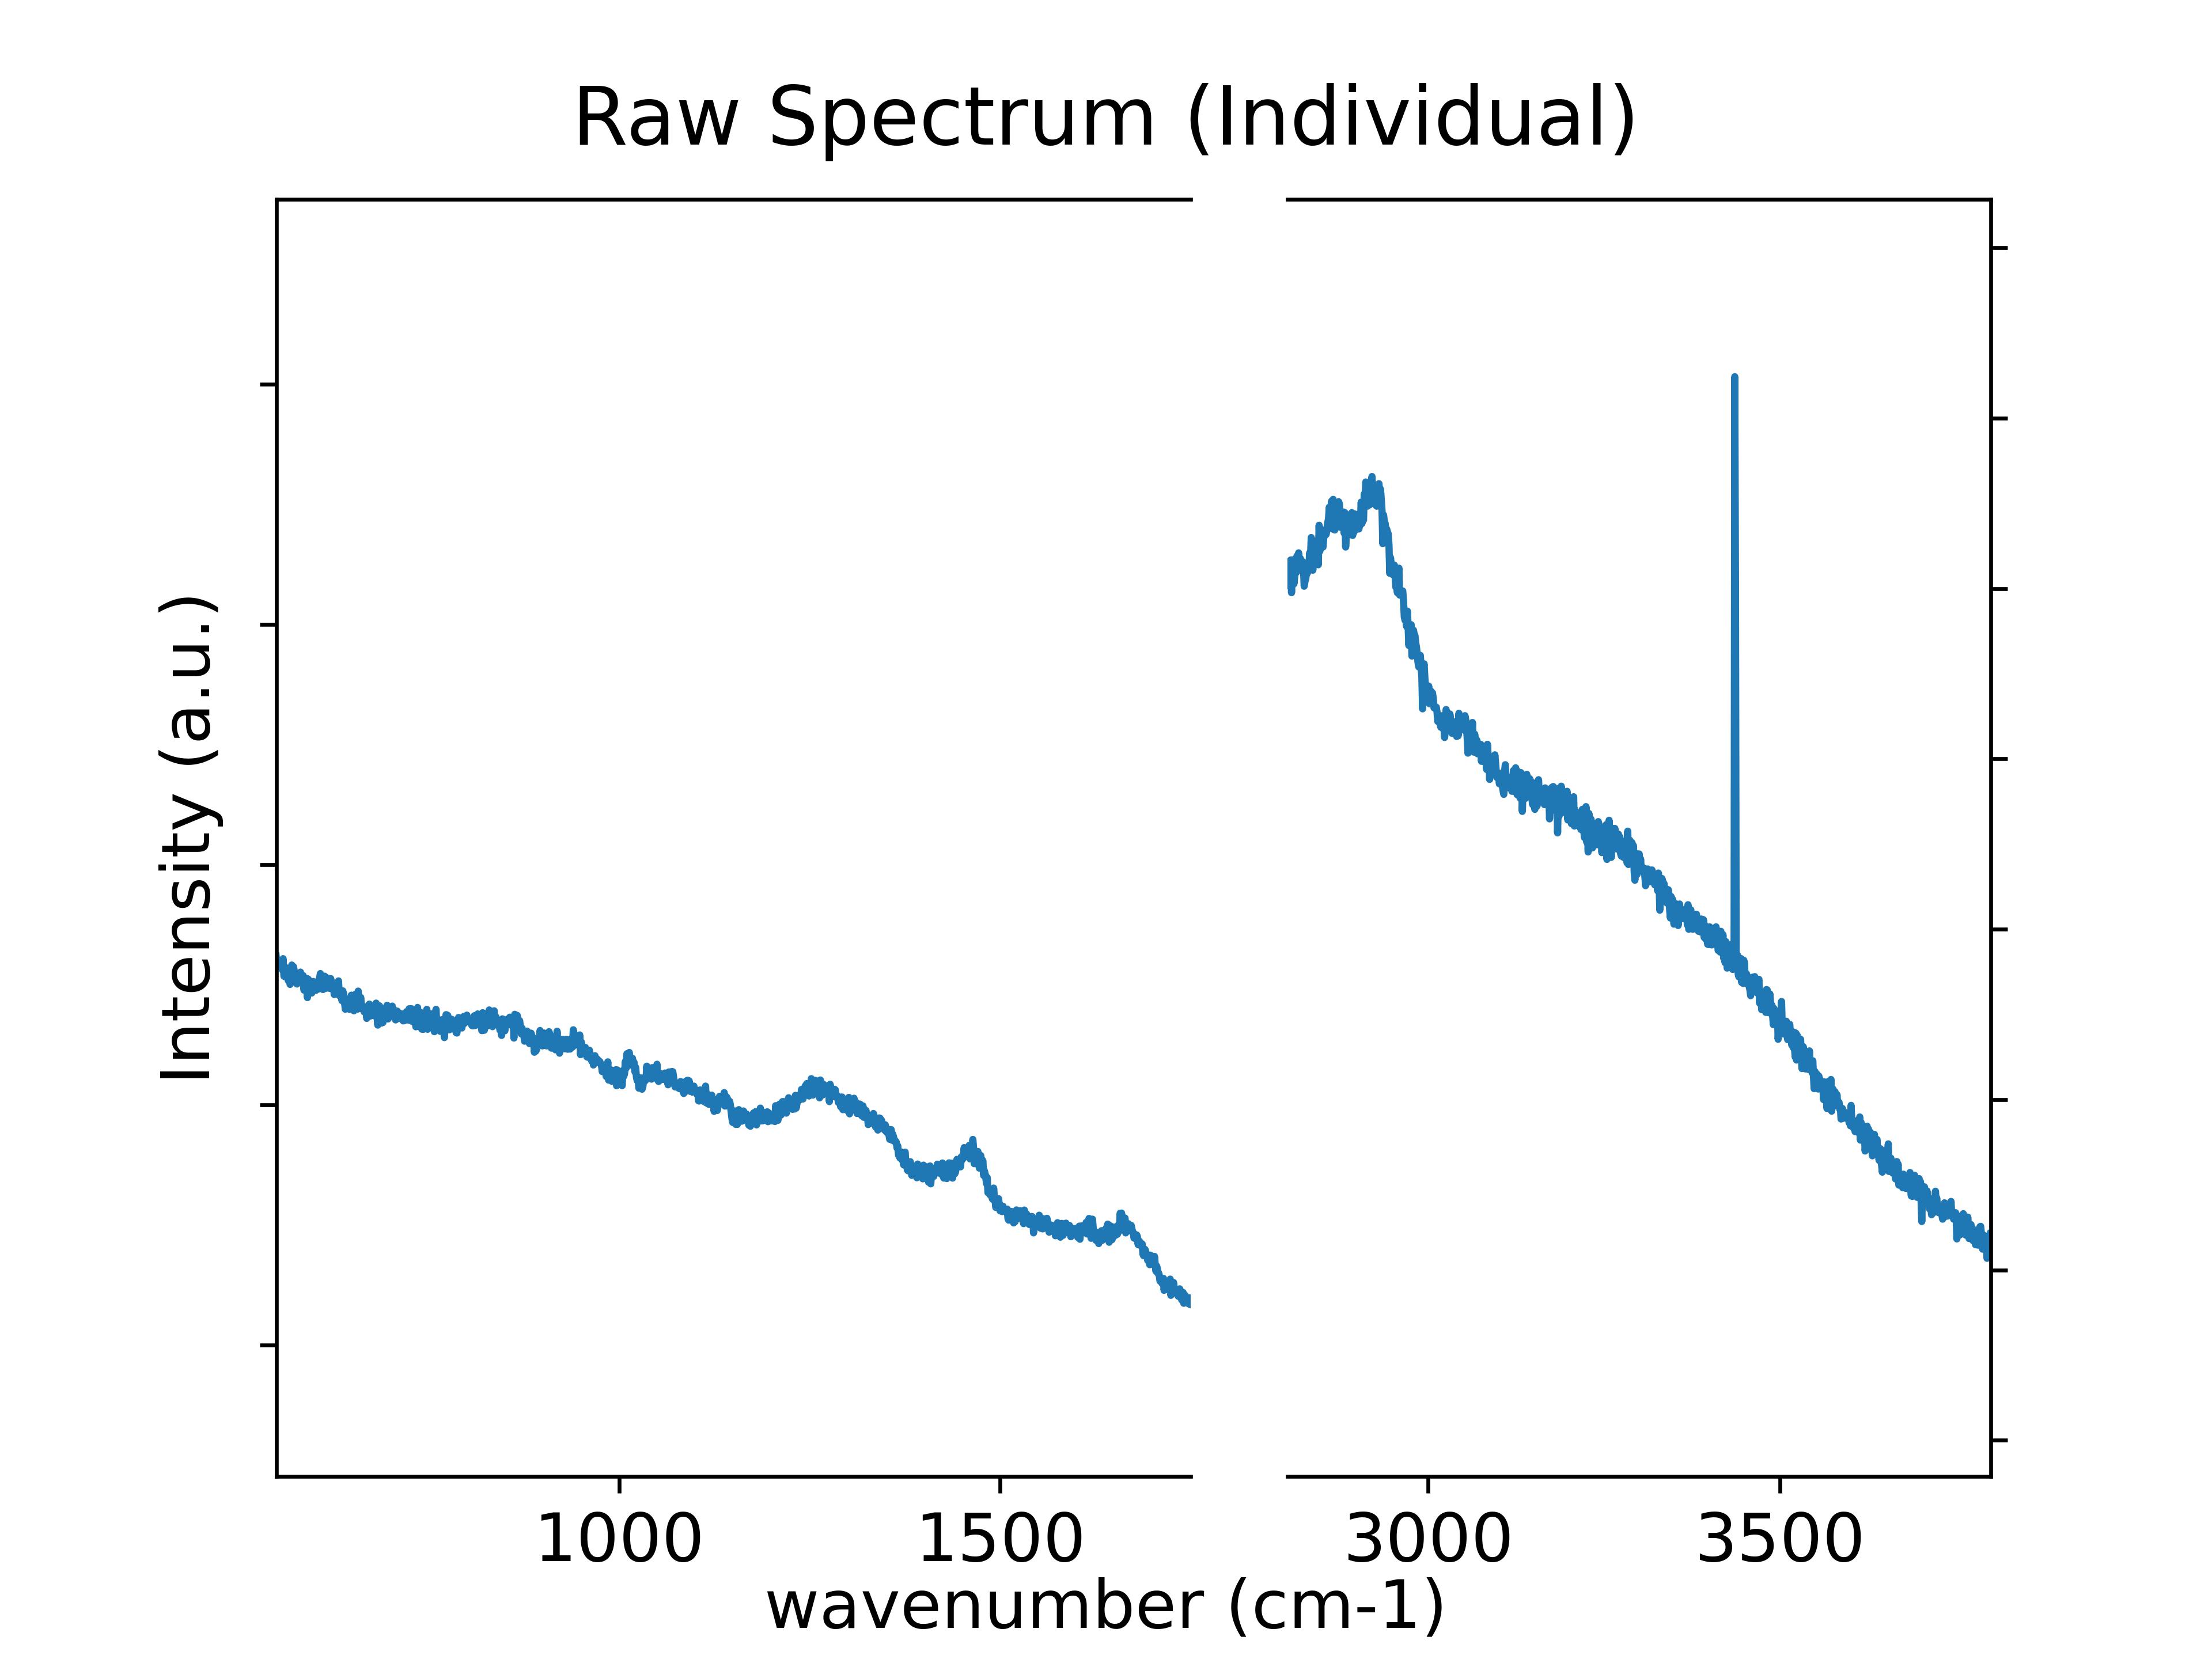 Raw Spectrum (Individual)
Intensity (a.u.)
1000 1500 3000 3500
wavenumber (cm-1)